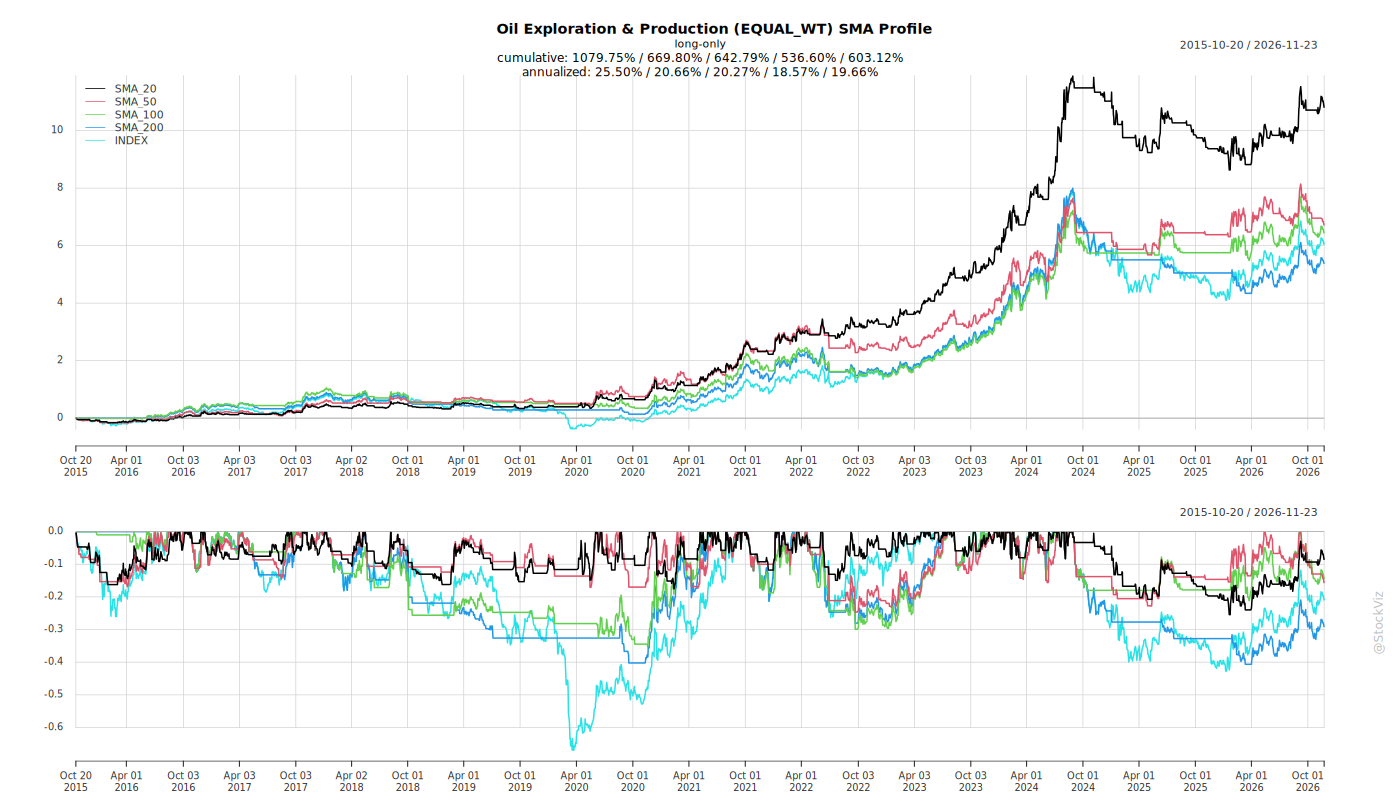 Oil Exploration & Production (EQUAL_WT) SMA Profile
long-only
2015-10-20 / 2026-11-23
cumulative: 1079.75% / 669.80% / 642.79% / 536.60% / 603.12%
annualized: 25.50% / 20.66% / 20.27% / 18.57% / 19.66%
SMA_20
SMA_50
SMA_100
SMA_200
INDEX
10
8
6
4
2
0
Oct 20 Apr 01 Oct 03 Apr 03 Oct 03 Apr 02 Oct 01 Apr 01 Oct 01 Apr 01 Oct 01 Apr 01 Oct 01 Apr 01 Oct 03 Apr 03 Oct 03 Apr 01 Oct 01 Apr 01 Oct 01 Apr 01 Oct 01
2015 2016 2016 2017 2017 2018 2018 2019 2019 2020 2020 2021 2021 2022 2022 2023 2023 2024 2024 2025 2025 2026 2026
2015-10-20 / 2026-11-23
0.0
-0.1
-0.2
-0.3
-0.4
-0.5
-0.6
Oct 20 Apr 01 Oct 03 Apr 03 Oct 03 Apr 02 Oct 01 Apr 01 Oct 01 Apr 01 Oct 01 Apr 01 Oct 01 Apr 01 Oct 03 Apr 03 Oct 03 Apr 01 Oct 01 Apr 01 Oct 01 Apr 01 Oct 01
2015 2016 2016 2017 2017 2018 2018 2019 2019 2020 2020 2021 2021 2022 2022 2023 2023 2024 2024 2025 2025 2026 2026
@StockViz